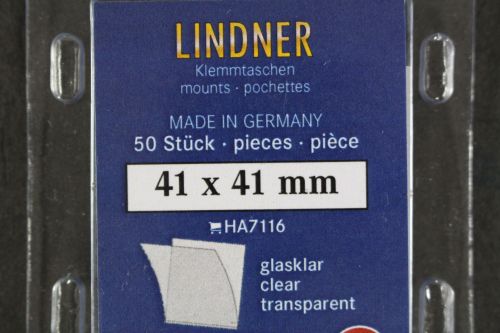 LINDNER
Klemmtaschen
mounts · pochettes
MADE IN GERMANY
50 Stück · pieces · pièce
41 x 41 mm
HA7116
glasklar
clear
transparent